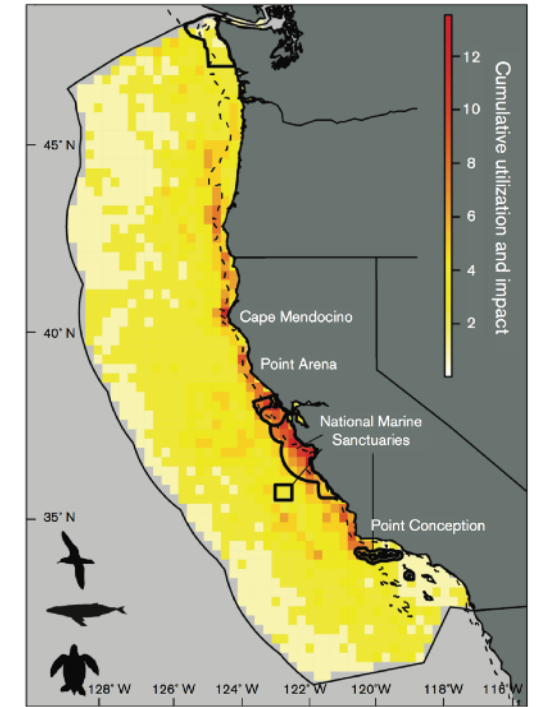 12
10
8
6
4
2
Cumulative utilization and impact
45°N
40°N
35°N
Cape Mendocino
Point Arena
National Marine
Sanctuaries
Point Conception
128°W 126°W 124°W 122°W 120°W 118°W 116°W